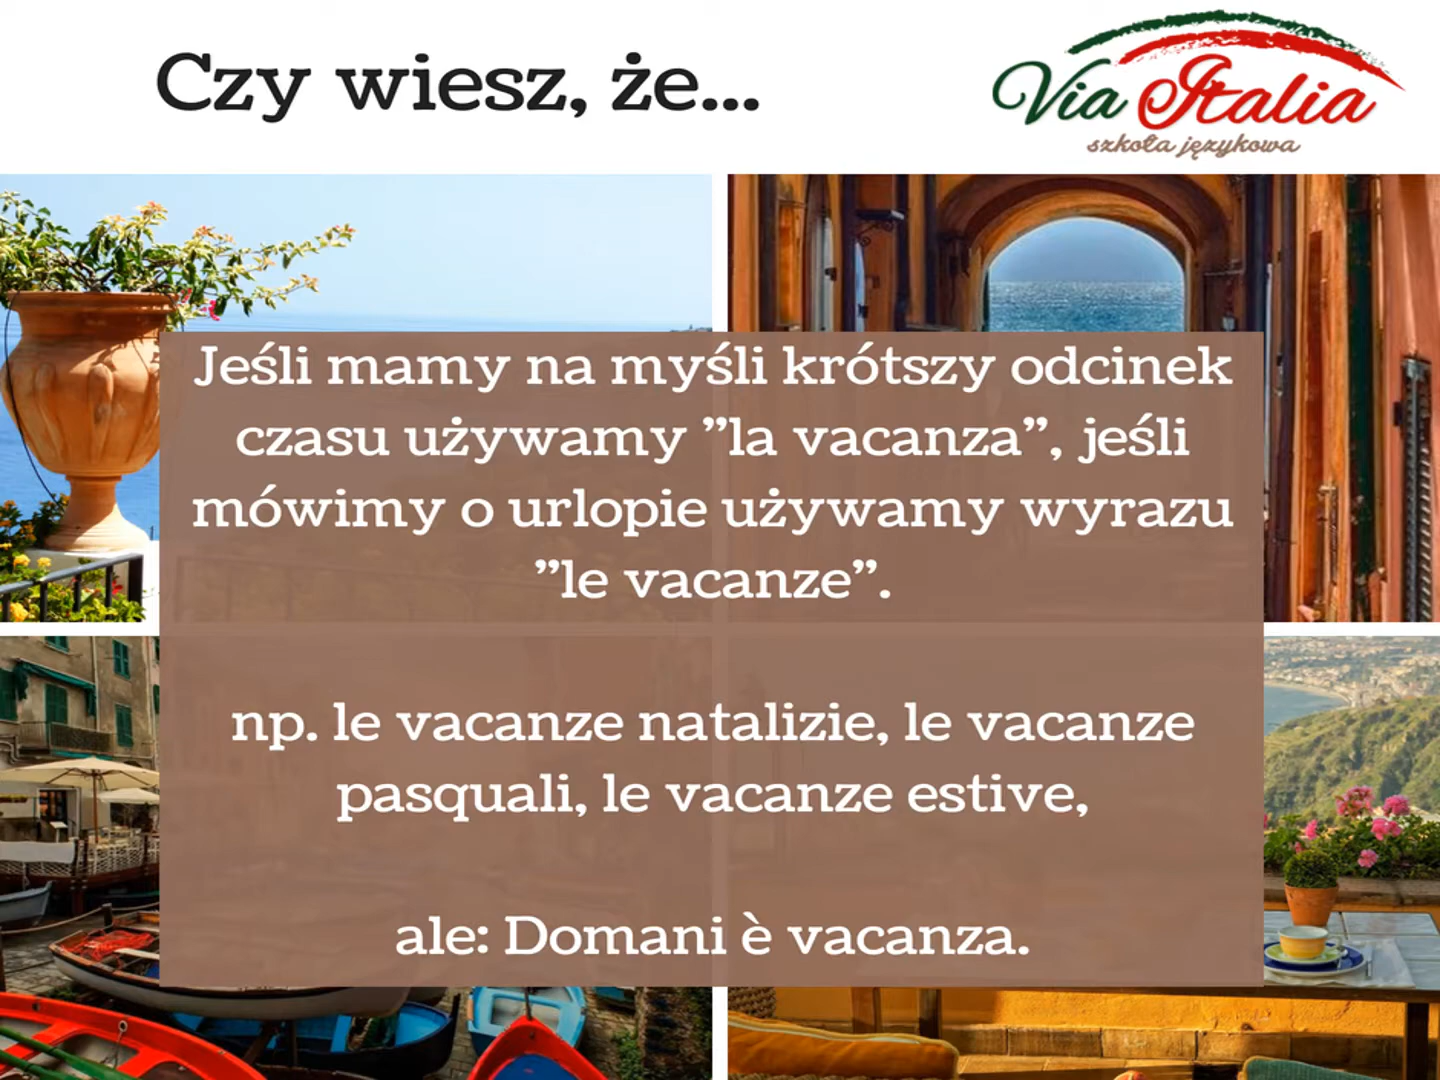 Czy wiesz, że...
Via Italia
szkoła językowa
Jeśli mamy na myśli krótszy odcinek
czasu używamy ”la vacanza”, jeśli
mówimy o urlopie używamy wyrazu
”le vacanze”.
np. le vacanze natalizie, le vacanze
pasquali, le vacanze estive,
ale: Domani è vacanza.